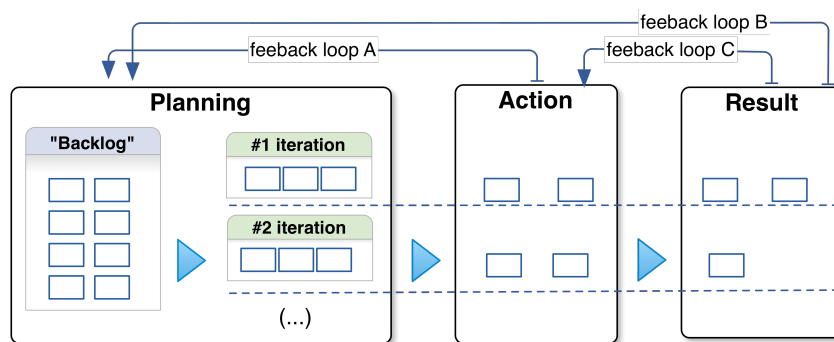 feeback loop B
feeback loop A
feeback loop C
Planning
Action
Result
"Backlog"
#1 iteration
#2 iteration
(...)